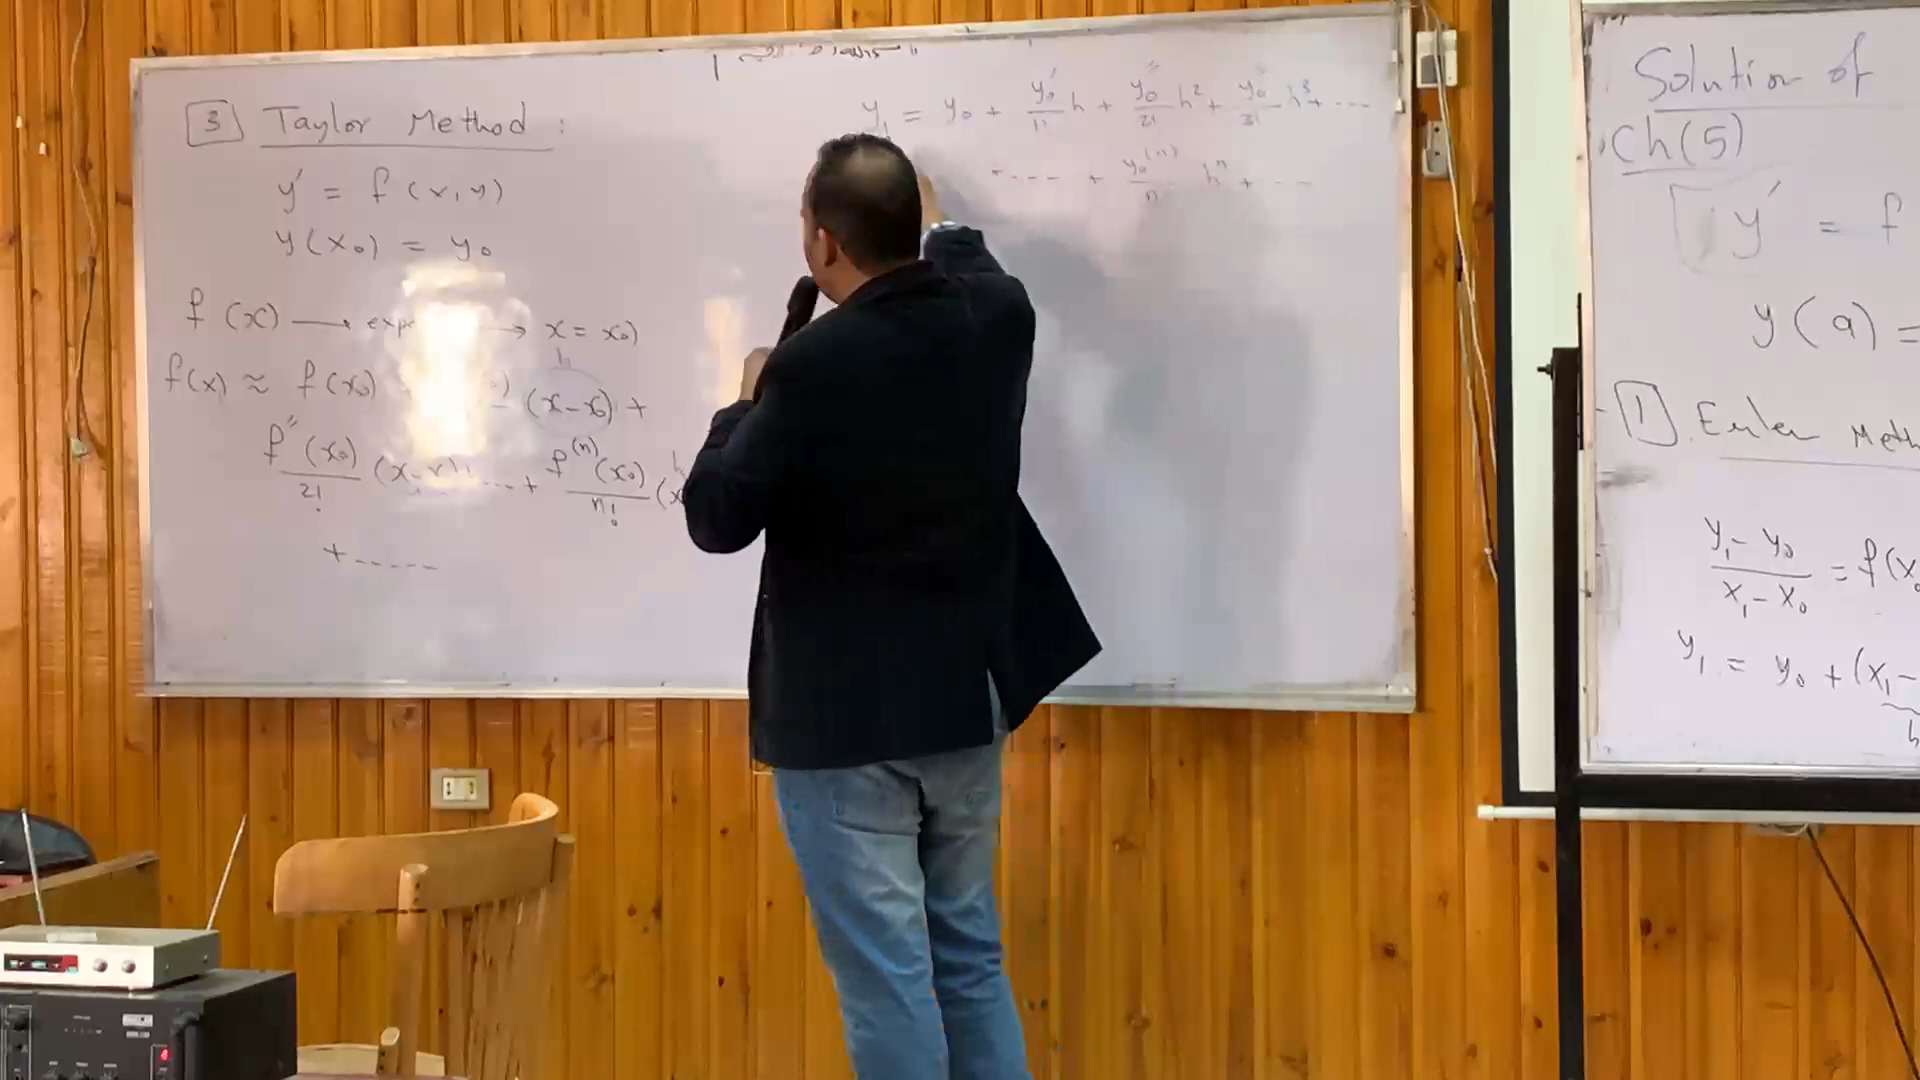 [3] Taylor Method :
y' = f (x, y)
y(x₀) = y₀
f (x) → → x = x₀)
f(x) ≈ f(x₀) (x-x₀) +
h
f''(x₀)/2! (x- ... + f⁽ⁿ⁾(x₀)/n! (x
+ -----
y₁ = y₀ + y₀'/1! h + y₀''/2! h² + y₀'''/3! h³ + ---
+ ---- + y₀⁽ⁿ⁾/n! hⁿ + ---
Solution of
Ch(5)
y' = f
y(a) =
[1] Euler Meth
(y₁ - y₀)/(x₁ - x₀) = f(x₀
y₁ = y₀ + (x₁ -
h